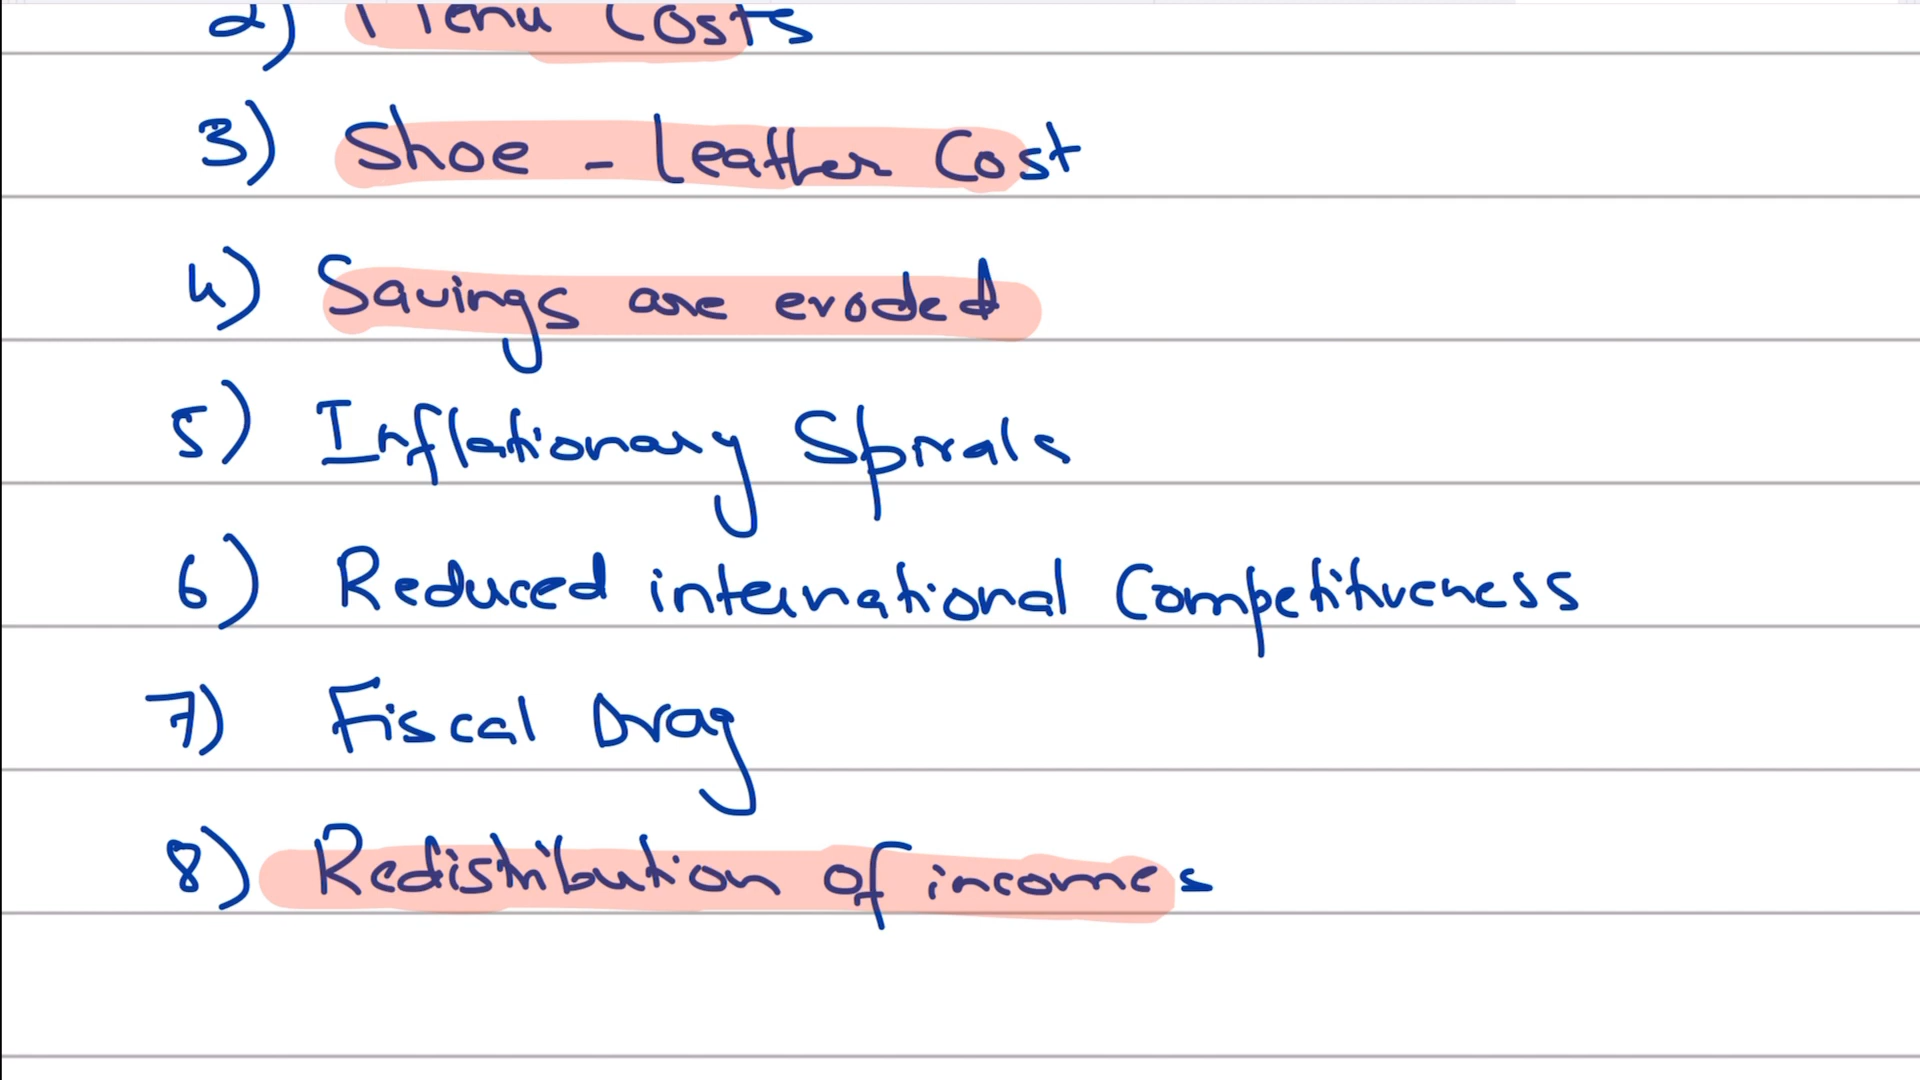 2) Menu Costs
3) Shoe - Leather Cost
4) Savings are eroded
5) Inflationary Spirals
6) Reduced international Competitiveness
7) Fiscal Drag
8) Redistribution of incomes